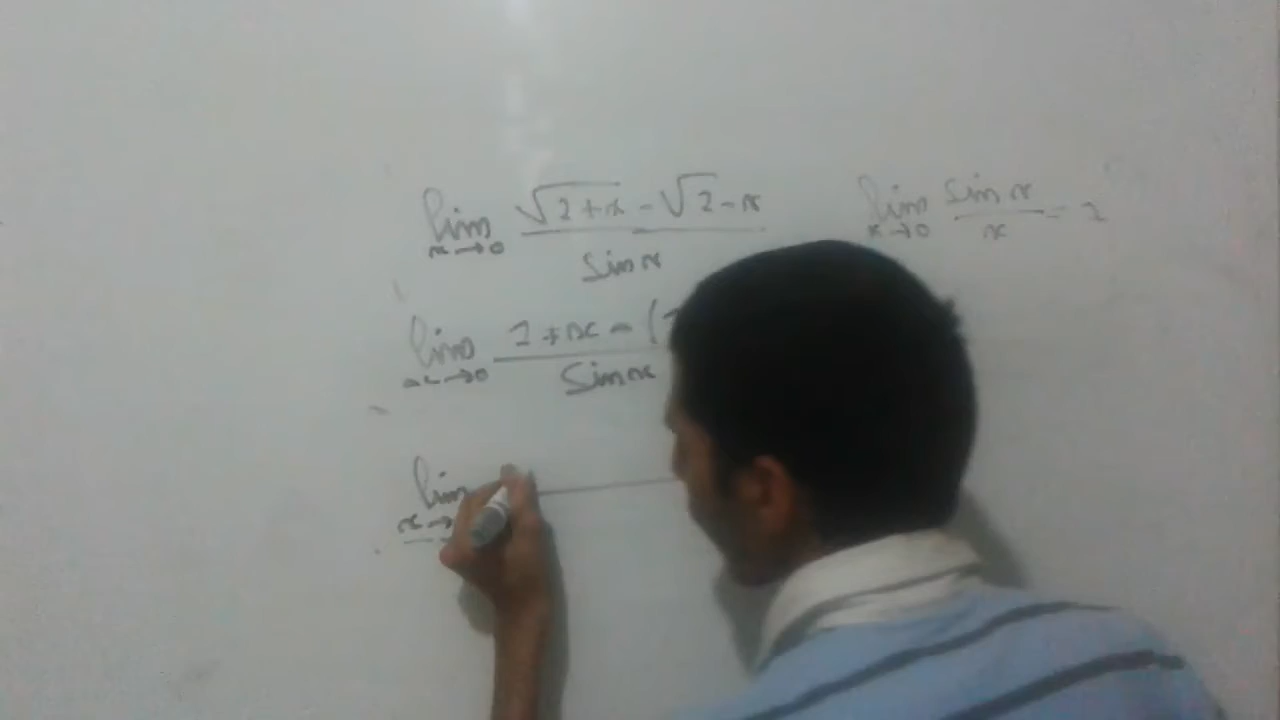 lim x→0 √2+x - √2-x / sin x
lim x→0 sin x / x = 1
lim x→0 2+x - ( / sin x
lim x→